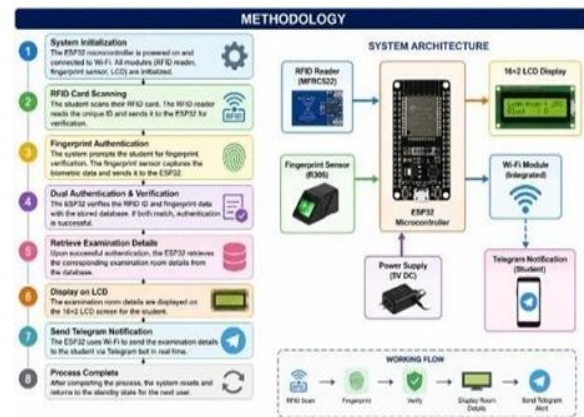 METHODOLOGY
1
System Initialization
The ESP32 microcontroller is powered on and
connected to Wi-Fi. All modules (RFID reader,
fingerprint sensor, LCD) are initialized.
2
RFID Card Scanning
The student scans their RFID card. The RFID reader
reads the unique ID and sends it to the ESP32 for
verification.
RFID
3
Fingerprint Authentication
The system prompts the student for fingerprint
verification. The fingerprint sensor captures the
biometric data and sends it to the ESP32.
4
Dual Authentication & Verification
The ESP32 verifies the RFID ID and fingerprint data
with the stored database. If both match, authentication
is successful.
5
Retrieve Examination Details
Upon successful authentication, the ESP32 retrieves
the corresponding examination room details from
the database.
6
Display on LCD
The examination room details are displayed on
the 16×2 LCD screen for the student.
7
Send Telegram Notification
The ESP32 uses Wi-Fi to send the examination details
to the student via Telegram bot in real time.
8
Process Complete
After completing the process, the system resets and
returns to the standby state for the next user.
SYSTEM ARCHITECTURE
RFID Reader
(MFRC522)
16×2 LCD Display
Fingerprint Sensor
(R305)
ESP32
Microcontroller
Wi-Fi Module
(Integrated)
Power Supply
(5V DC)
Telegram Notification
(Student)
WORKING FLOW
RFID Scan
Fingerprint
Verify
Display Room
Details
Send Telegram
Alert